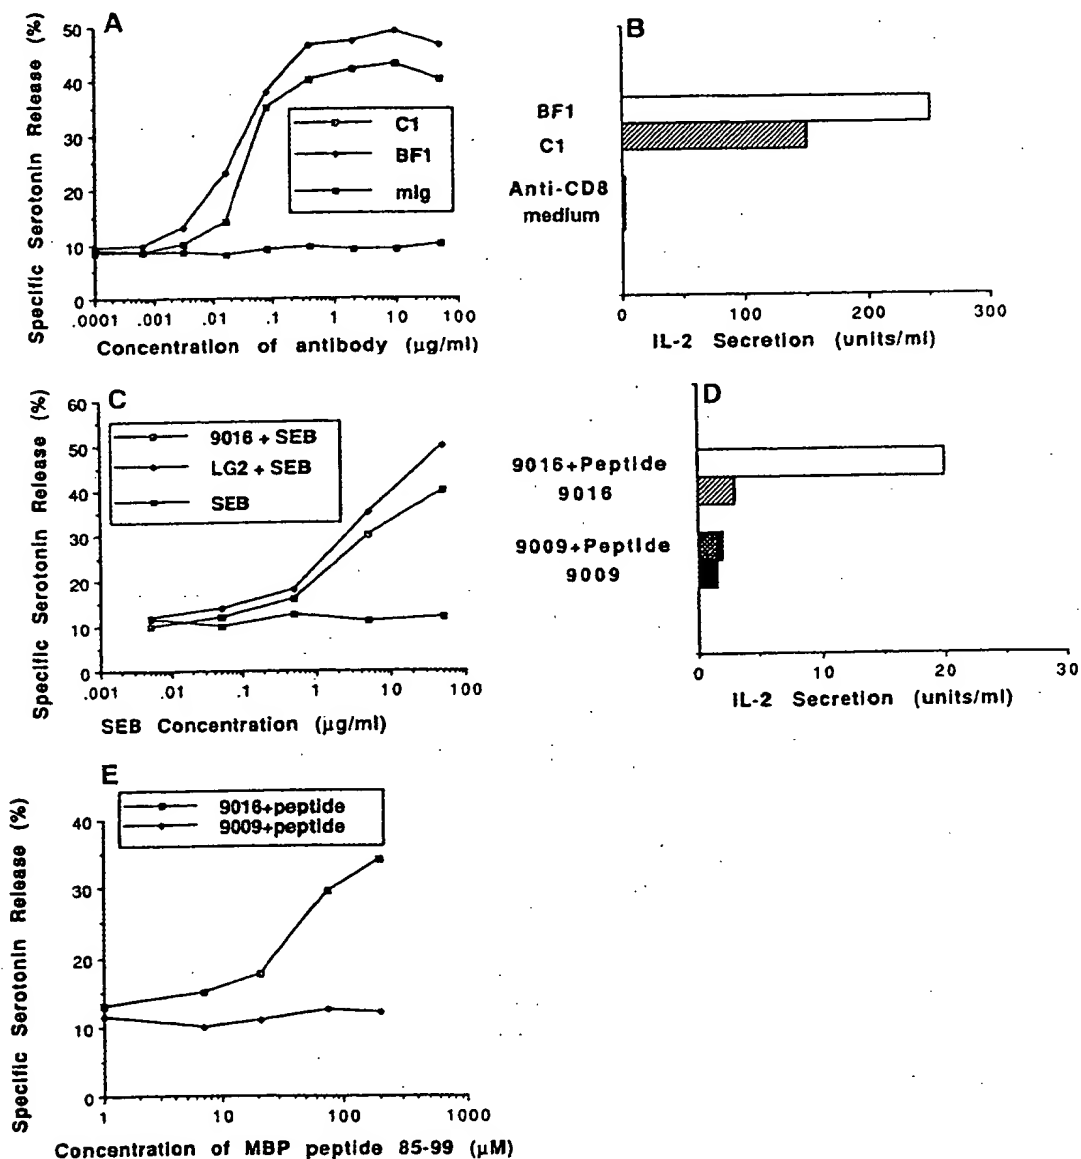 A
Specific Serotonin Release (%)
50
40
30
20
10
0
C1
BF1
mIg
.0001 .001 .01 .1 1 10 100
Concentration of antibody (µg/ml)
B
BF1
C1
Anti-CD8
medium
0 100 200 300
IL-2 Secretion (units/ml)
C
Specific Serotonin Release (%)
60
50
40
30
20
10
0
9016 + SEB
LG2 + SEB
SEB
.001 .01 .1 1 10 100
SEB Concentration (µg/ml)
D
9016+Peptide
9016
9009+Peptide
9009
0 10 20 30
IL-2 Secretion (units/ml)
E
Specific Serotonin Release (%)
40
30
20
10
0
9016+peptide
9009+peptide
1 10 100 1000
Concentration of MBP peptide 85-99 (µM)